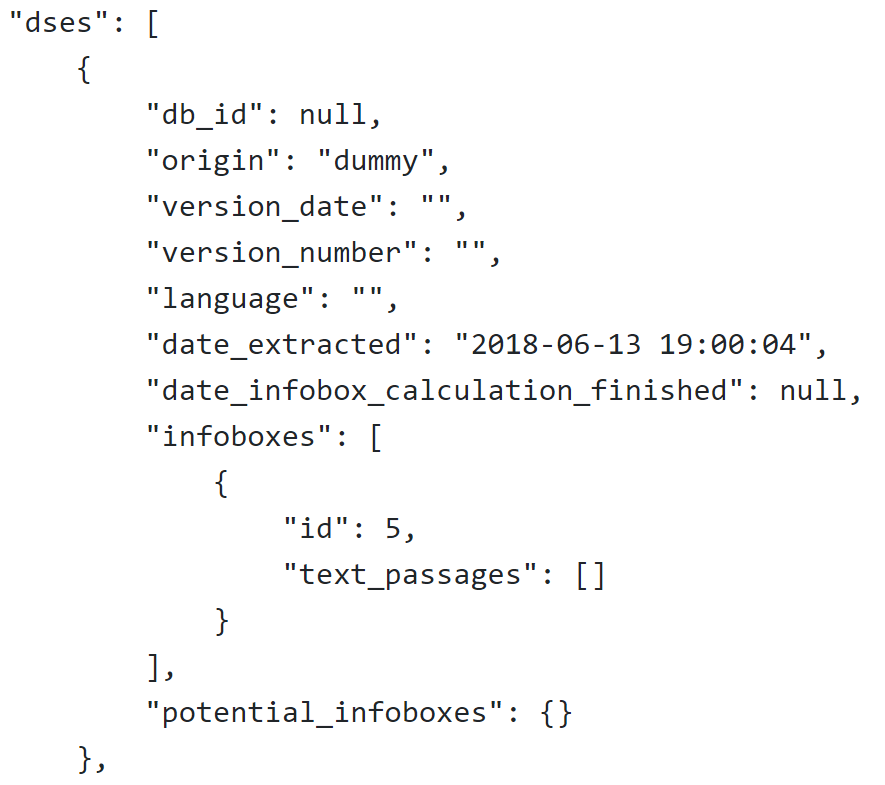 "dses": [
    {
        "db_id": null,
        "origin": "dummy",
        "version_date": "",
        "version_number": "",
        "language": "",
        "date_extracted": "2018-06-13 19:00:04",
        "date_infobox_calculation_finished": null,
        "infoboxes": [
            {
                "id": 5,
                "text_passages": []
            }
        ],
        "potential_infoboxes": {}
    },